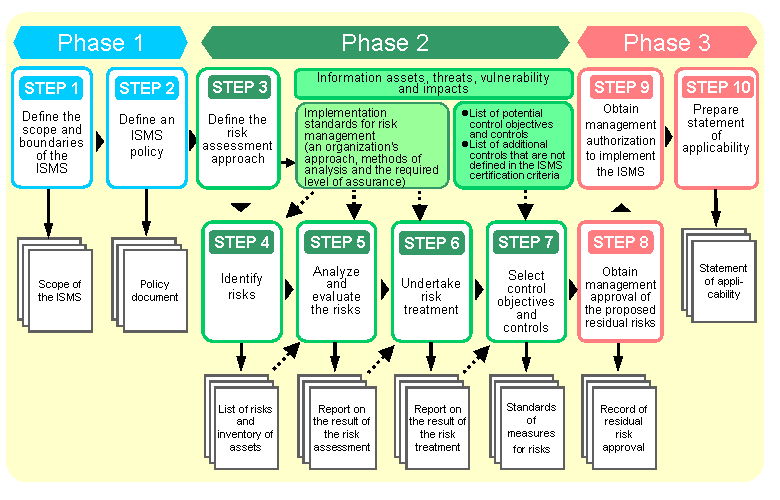 Phase 1
Phase 2
Phase 3
STEP 1
Define the
scope and
boundaries
of the ISMS
STEP 2
Define an
ISMS
policy
STEP 3
Define the
risk
assessment
approach
Information assets, threats, vulnerability
and impacts
Implementation
standards for risk
management
(an organization's
approach, methods of
analysis and the required
level of assurance)
●List of potential
control objectives
and controls
●List of additional
controls that are not
defined in the ISMS
certification criteria
STEP 9
Obtain
management
authorization
to implement
the ISMS
STEP 10
Prepare
statement
of
applicability
STEP 4
Identify
risks
STEP 5
Analyze
and
evaluate
the risks
STEP 6
Undertake
risk
treatment
STEP 7
Select
control
objectives
and
controls
STEP 8
Obtain
management
approval of
the proposed
residual risks
Scope of
the ISMS
Policy
document
Statement
of appli-
cability
List of risks
and
inventory of
assets
Report on
the result of
the risk
assessment
Report on
the result of
the risk
treatment
Standards
of
measures
for risks
Record of
residual
risk
approval